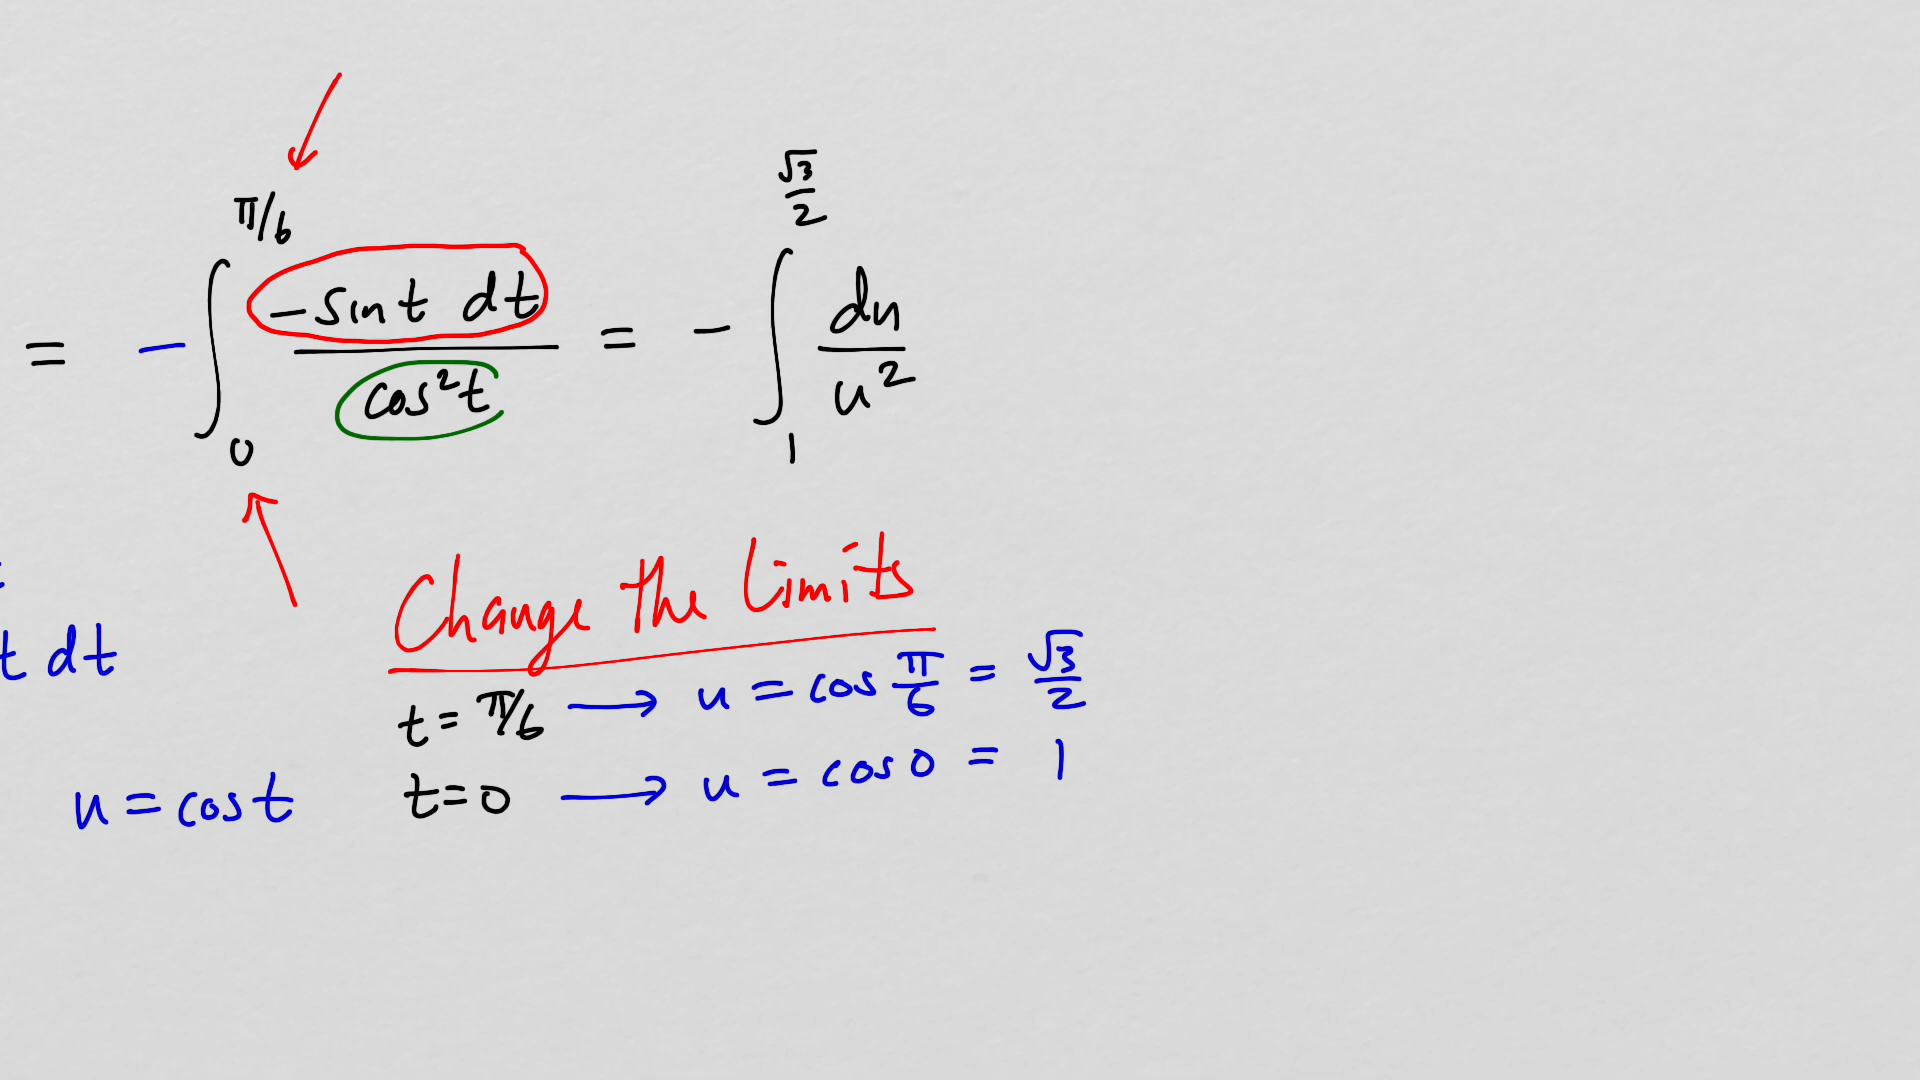 = - ∫₀^{π/6} (-sin t dt)/(cos² t) = - ∫₁^{√3/2} du/u²
Change the Limits
t dt
t = π/6 → u = cos π/6 = √3/2
t = 0 → u = cos 0 = 1
u = cos t